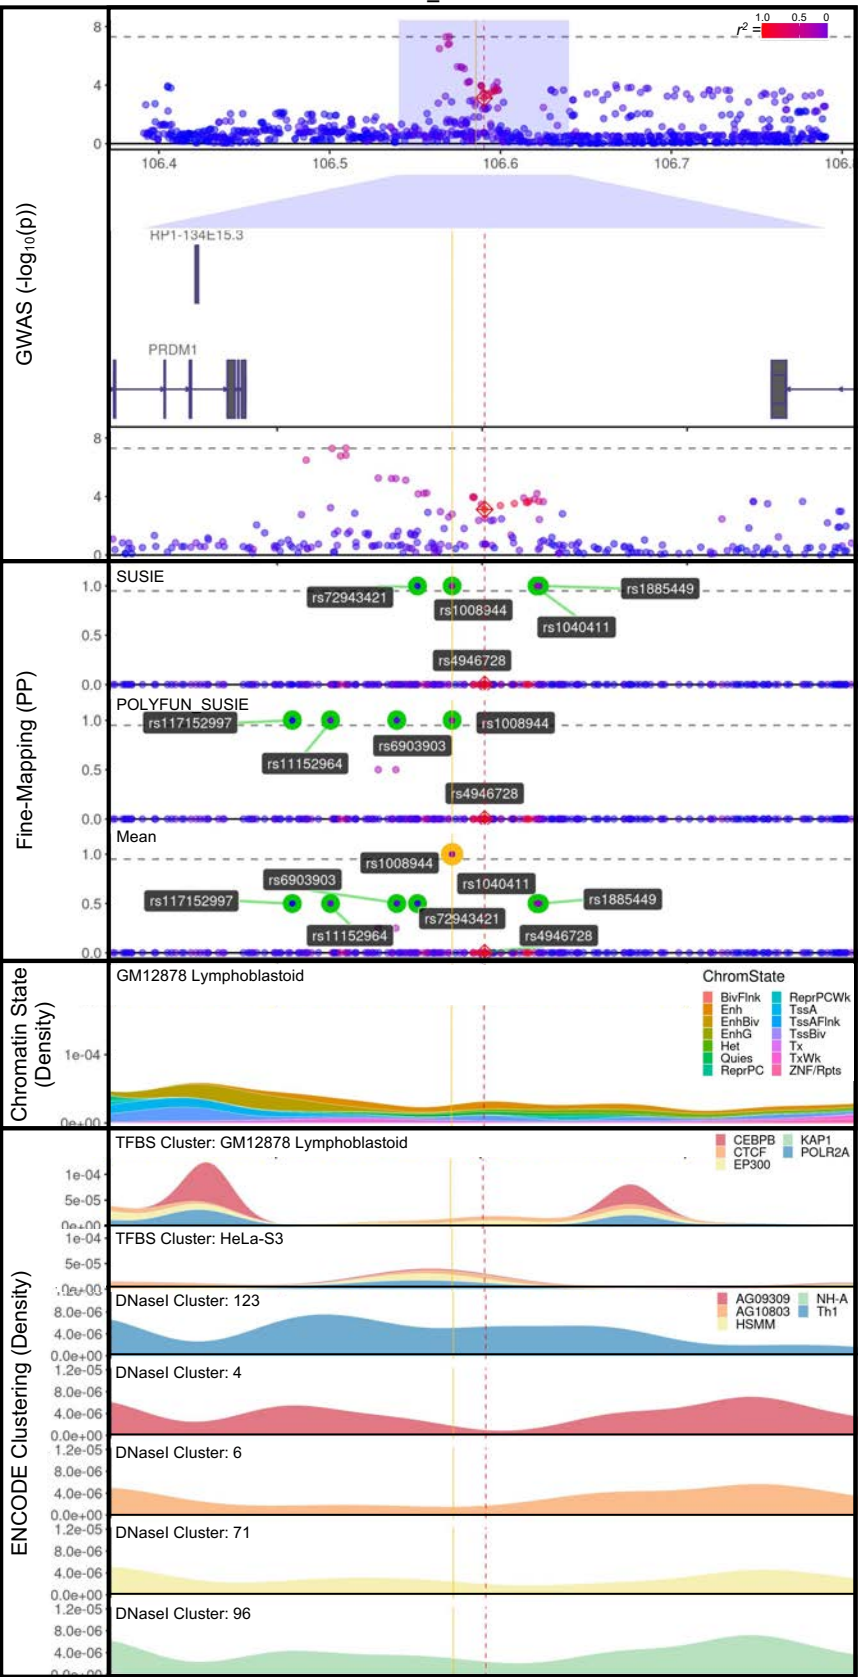 8
4
0
r² =
1.0 0.5 0
106.4 106.5 106.6 106.7 106.
GWAS (-log₁₀(p))
RP1-134E15.3
PRDM1
8
4
0
Fine-Mapping (PP)
SUSIE
1.0
0.5
0.0
rs72943421
rs1008944
rs1885449
rs1040411
rs4946728
POLYFUN_SUSIE
1.0
0.5
0.0
rs117152997
rs1008944
rs6903903
rs11152964
rs4946728
Mean
1.0
0.5
0.0
rs1008944
rs6903903
rs1040411
rs117152997
rs1885449
rs72943421
rs11152964
rs4946728
Chromatin State
(Density)
GM12878 Lymphoblastoid
1e-04
0e+00
ChromState
BivFlnk ReprPCWk
Enh TssA
EnhBiv TssAFlnk
EnhG TssBiv
Het Tx
Quies TxWk
ReprPC ZNF/Rpts
ENCODE Clustering (Density)
TFBS Cluster: GM12878 Lymphoblastoid
1e-04
5e-05
0e+00
CEBPB KAP1
CTCF POLR2A
EP300
TFBS Cluster: HeLa-S3
1e-04
5e-05
0e+00
DNaseI Cluster: 123
8.0e-06
4.0e-06
0.0e+00
AG09309 NH-A
AG10803 Th1
HSMM
DNaseI Cluster: 4
1.2e-05
8.0e-06
4.0e-06
0.0e+00
DNaseI Cluster: 6
1.2e-05
8.0e-06
4.0e-06
0.0e+00
DNaseI Cluster: 71
1.2e-05
8.0e-06
4.0e-06
0.0e+00
DNaseI Cluster: 96
1.2e-05
8.0e-06
4.0e-06
0.0e+00